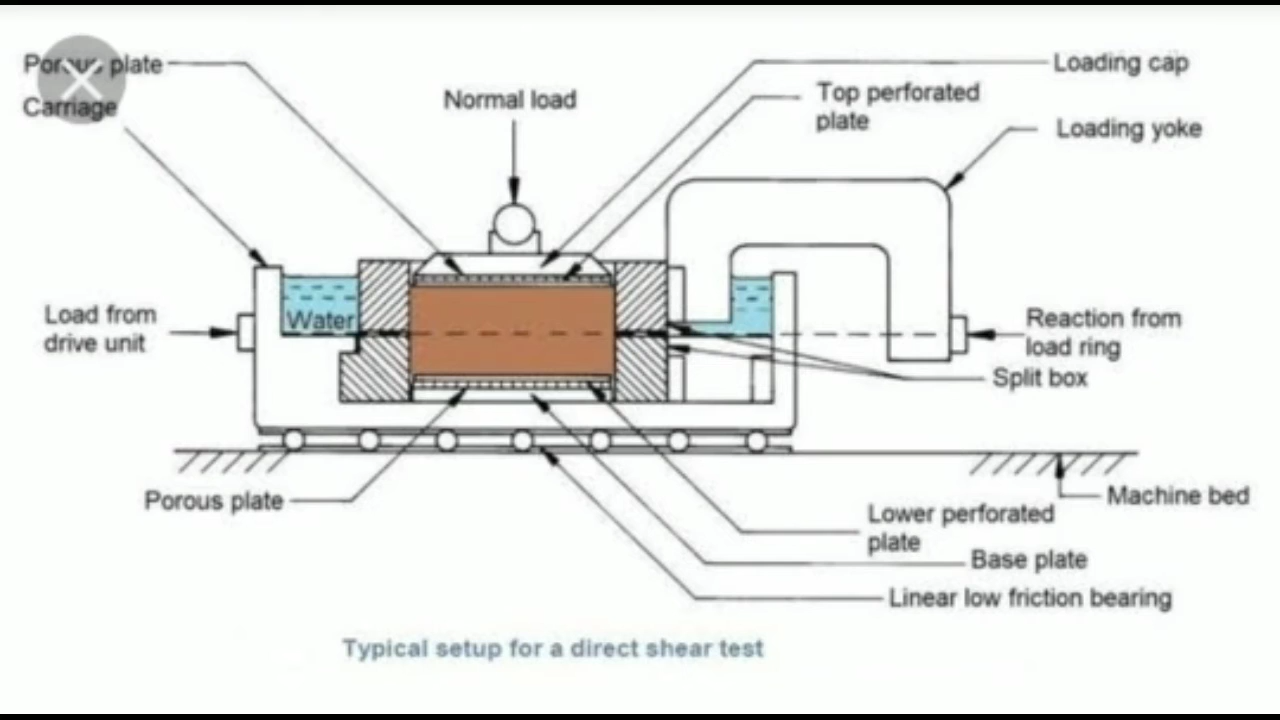 Porous plate
Carriage
Normal load
Loading cap
Top perforated
plate
Loading yoke
Load from
drive unit
Water
Reaction from
load ring
Split box
Porous plate
Machine bed
Lower perforated
plate
Base plate
Linear low friction bearing
Typical setup for a direct shear test